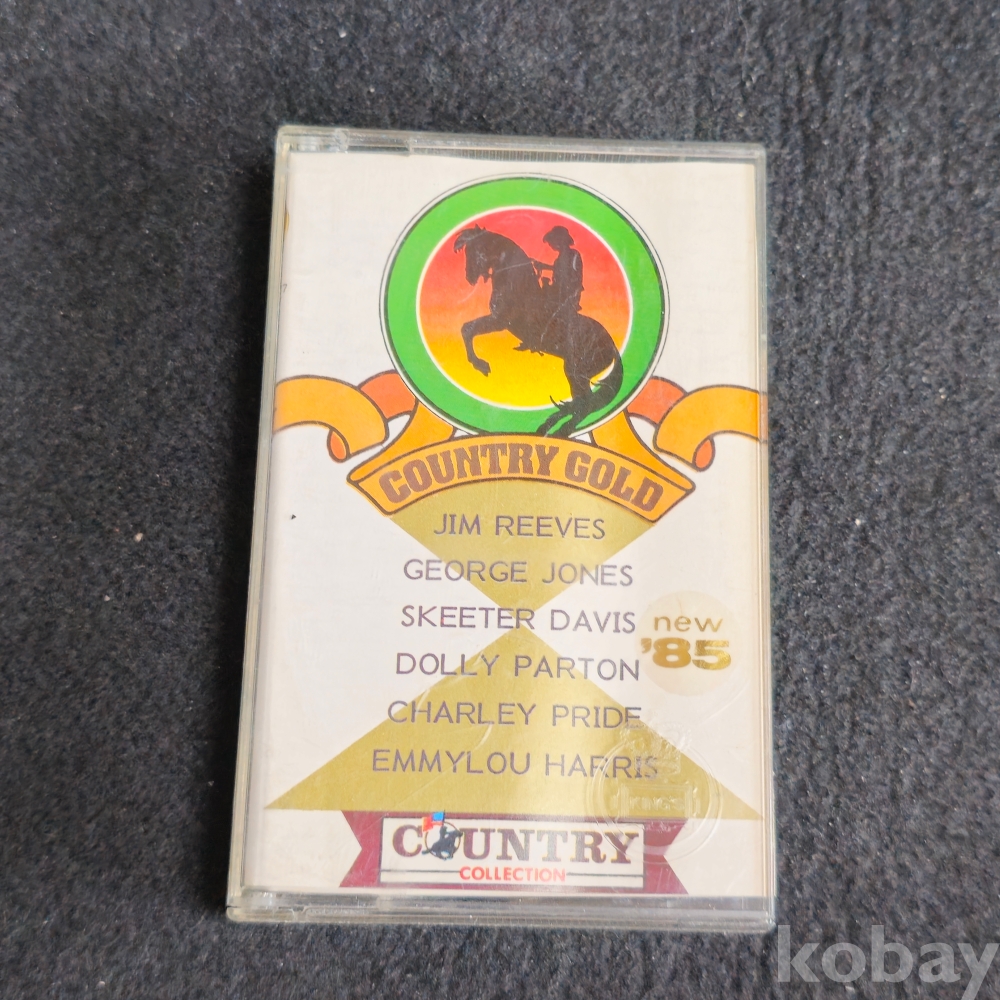 COUNTRY GOLD
JIM REEVES
GEORGE JONES
SKEETER DAVIS
DOLLY PARTON
CHARLEY PRIDE
EMMYLOU HARRIS
new
'85
COUNTRY
COLLECTION
kobay